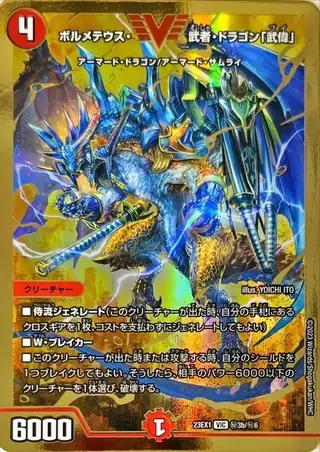 4
ボルメテウス・武者・ドラゴン「武偉」
アーマード・ドラゴン/アーマード・サムライ
illus. YOICHI ITO
クリーチャー
■侍流ジェネレート(このクリーチャーが出た時、自分の手札にある
クロスギアを1枚、コストを支払わずにジェネレートしてもよい)
■W・ブレイカー
■このクリーチャーが出た時または攻撃する時、自分のシールドを
1つブレイクしてもよい。そうしたら、相手のパワー6000以下の
クリーチャーを1体選び、破壊する。
©2023 Wizards/Shogakukan/WHC
6000
1
23EX1 VIC 秘3b/秘6